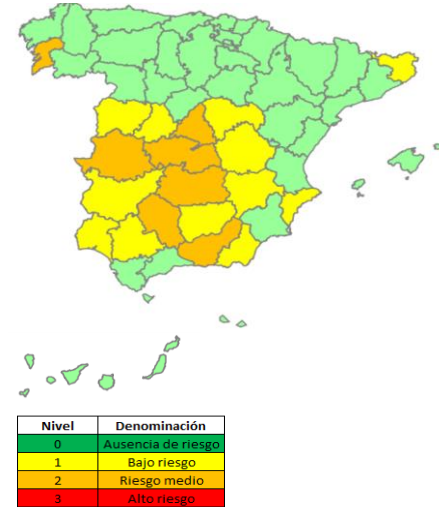 Nivel Denominación
0 Ausencia de riesgo
1 Bajo riesgo
2 Riesgo medio
3 Alto riesgo